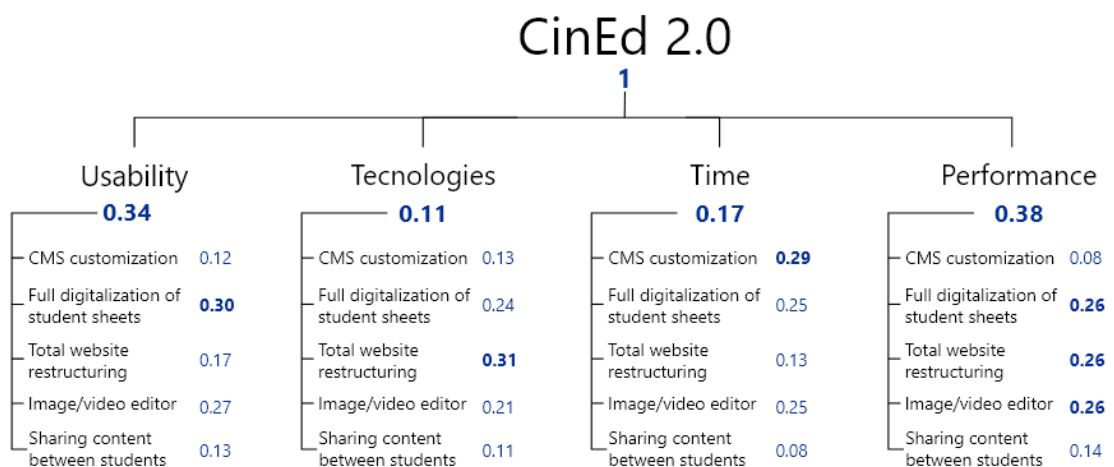 CinEd 2.0
1
Usability
0.34
CMS customization 0.12
Full digitalization of
student sheets 0.30
Total website
restructuring 0.17
Image/video editor 0.27
Sharing content
between students 0.13
Tecnologies
0.11
CMS customization 0.13
Full digitalization of
student sheets 0.24
Total website
restructuring 0.31
Image/video editor 0.21
Sharing content
between students 0.11
Time
0.17
CMS customization 0.29
Full digitalization of
student sheets 0.25
Total website
restructuring 0.13
Image/video editor 0.25
Sharing content
between students 0.08
Performance
0.38
CMS customization 0.08
Full digitalization of
student sheets 0.26
Total website
restructuring 0.26
Image/video editor 0.26
Sharing content
between students 0.14